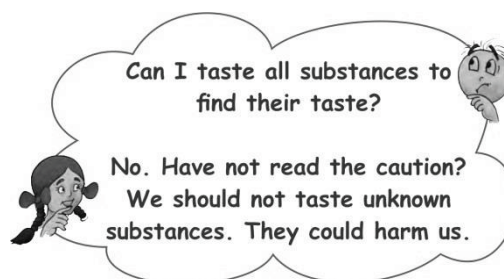 Can I taste all substances to
find their taste?
No. Have not read the caution?
We should not taste unknown
substances. They could harm us.